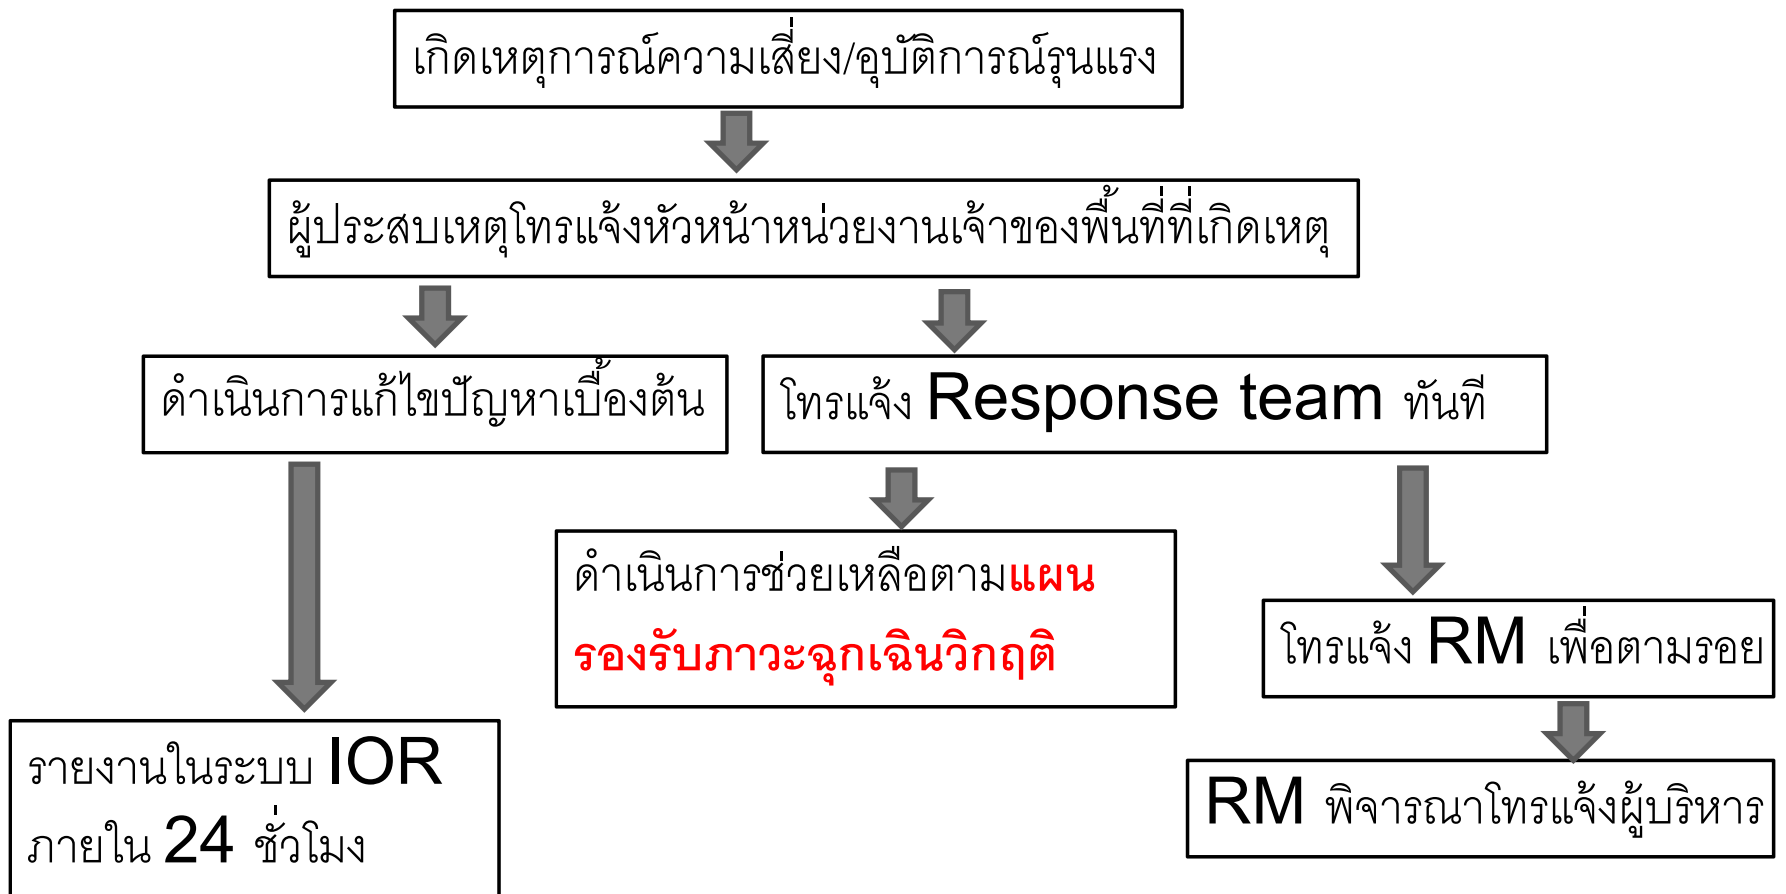 เกิดเหตุการณ์ความเสี่ยง/อุบัติการณ์รุนแรง
ผู้ประสบเหตุโทรแจ้งหัวหน้าหน่วยงานเจ้าของพื้นที่ที่เกิดเหตุ
ดำเนินการแก้ไขปัญหาเบื้องต้น
โทรแจ้ง Response team ทันที
ดำเนินการช่วยเหลือตามแผน
รองรับภาวะฉุกเฉินวิกฤติ
โทรแจ้ง RM เพื่อตามรอย
รายงานในระบบ IOR
ภายใน 24 ชั่วโมง
RM พิจารณาโทรแจ้งผู้บริหาร